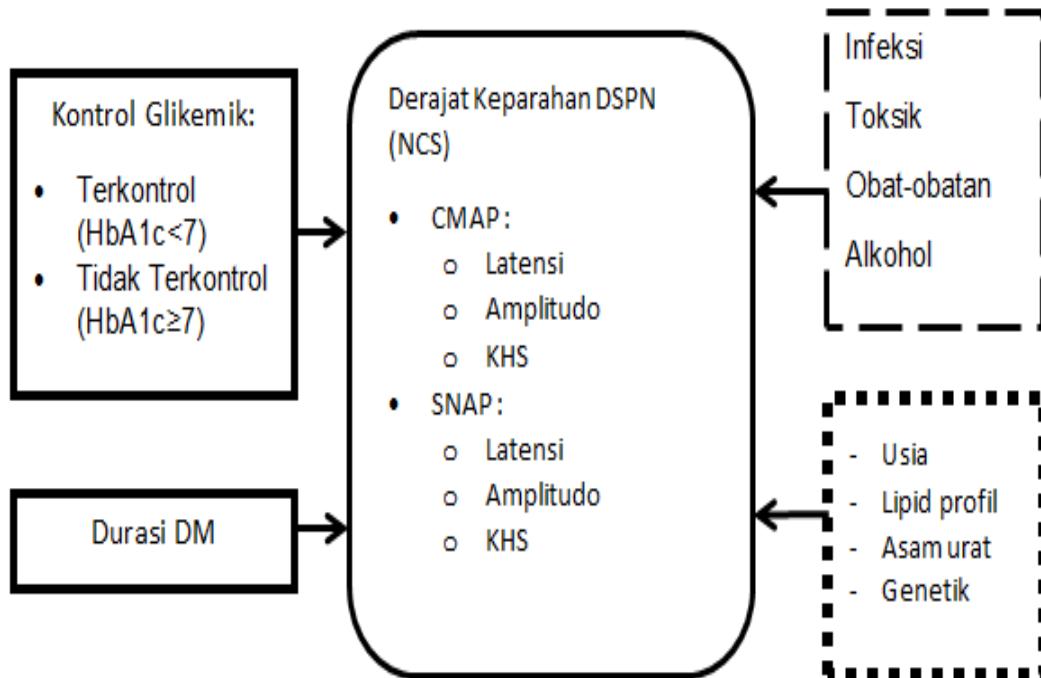 Kontrol Glikemik:
• Terkontrol
(HbA1c<7)
• Tidak Terkontrol
(HbA1c≥7)
Durasi DM
Derajat Keparahan DSPN
(NCS)
• CMAP :
o Latensi
o Amplitudo
o KHS
• SNAP :
o Latensi
o Amplitudo
o KHS
Infeksi
Toksik
Obat-obatan
Alkohol
- Usia
- Lipid profil
- Asam urat
- Genetik